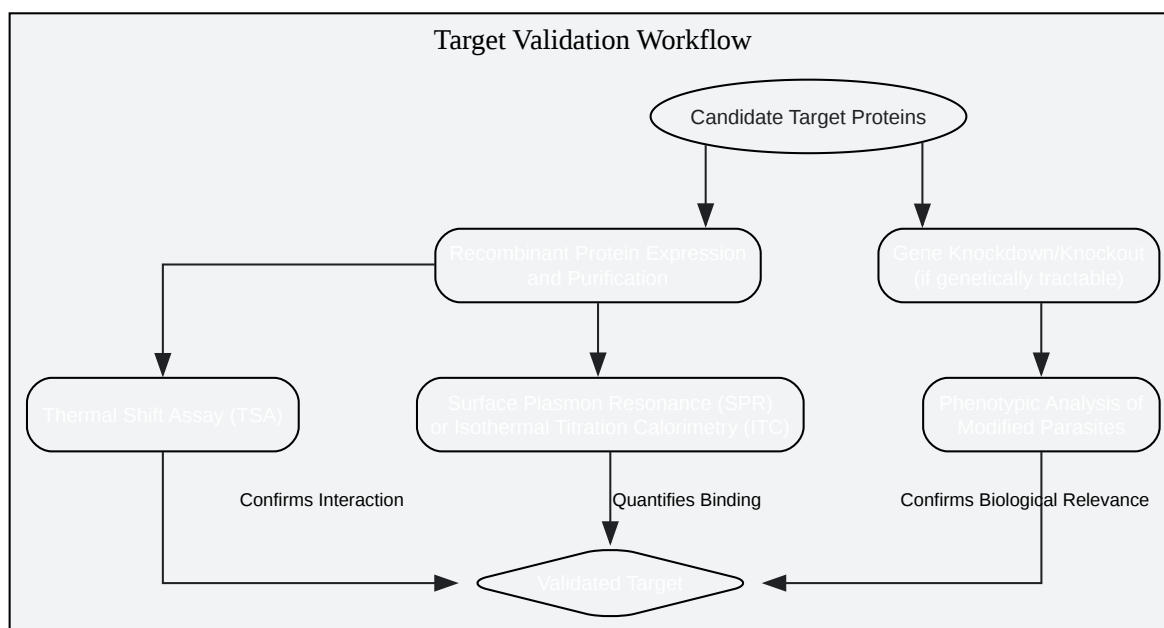 Target Validation Workflow
Candidate Target Proteins
Recombinant Protein Expression
and Purification
Gene Knockdown/Knockout
(if genetically tractable)
Thermal Shift Assay (TSA)
Surface Plasmon Resonance (SPR)
or Isothermal Titration Calorimetry (ITC)
Phenotypic Analysis of
Modified Parasites
Confirms Interaction
Quantifies Binding
Confirms Biological Relevance
Validated Target